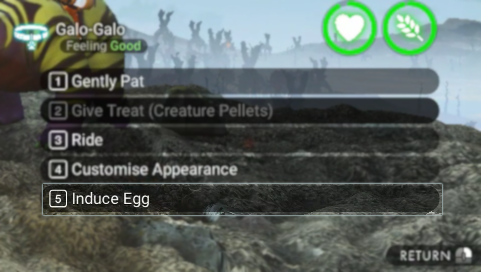 Galo-Galo
Feeling Good
1 Gently Pat
2 Give Treat (Creature Pellets)
3 Ride
4 Customise Appearance
5 Induce Egg
RETURN